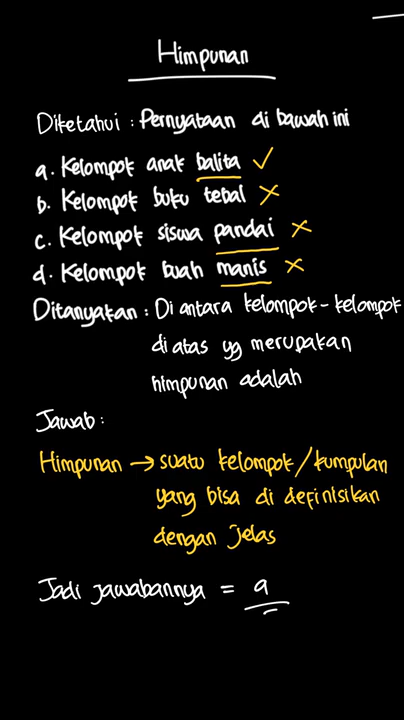 Himpunan
Diketahui : Pernyataan di bawah ini
a. Kelompok anak balita ✓
b. Kelompok buku tebal ✗
c. Kelompok siswa pandai ✗
d. Kelompok buah manis ✗
Ditanyakan : Di antara kelompok-kelompok
di atas yg merupakan
himpunan adalah
Jawab :
Himpunan → suatu kelompok/kumpulan
yang bisa di definisikan
dengan jelas
Jadi jawabannya = a